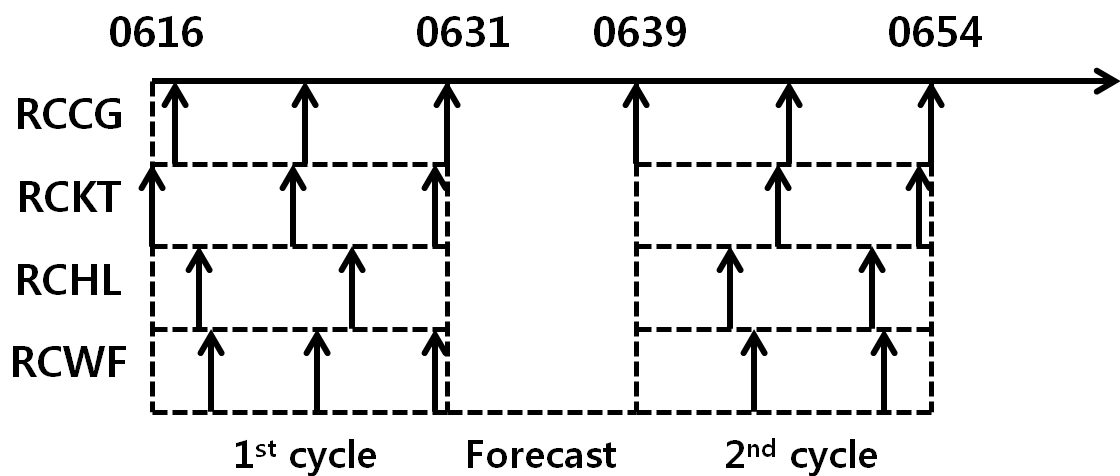 0616 0631 0639 0654
RCCG
RCKT
RCHL
RCWF
1st cycle Forecast 2nd cycle